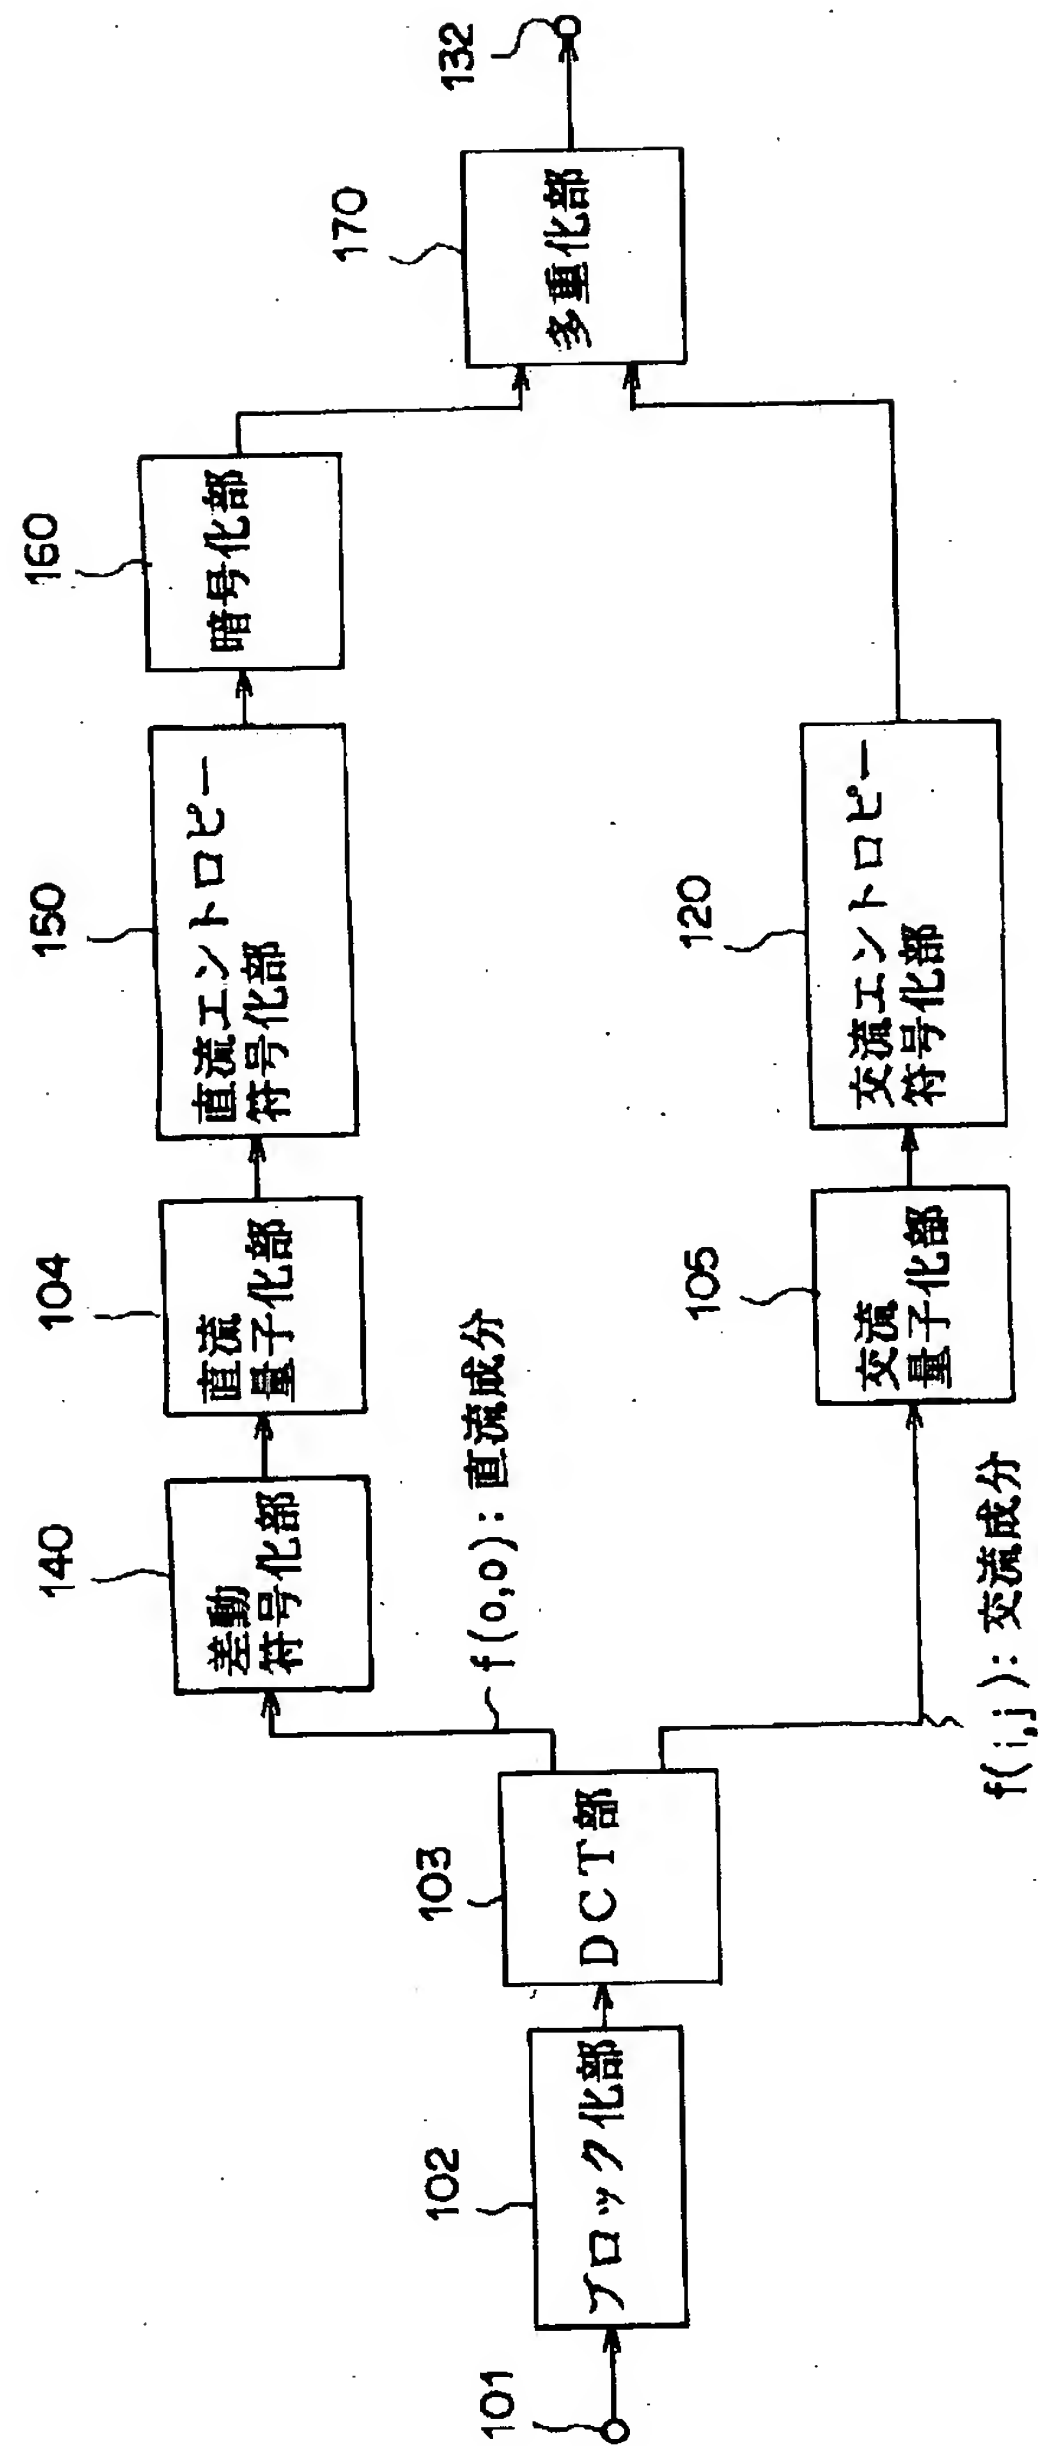 101
102
ブロック化部
103
DCT部
f(0,0): 直流成分
f(i,j): 交流成分
140
差動
符号化部
104
直流
量子化部
150
直流エントロピー
符号化部
160
暗号化部
105
交流
量子化部
120
交流エントロピー
符号化部
170
多重化部
132